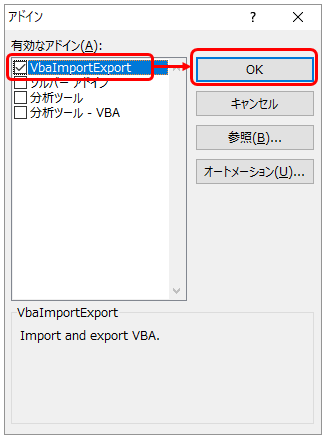 アドイン
有効なアドイン(A):
VbaImportExport
ソルバー アドイン
分析ツール
分析ツール - VBA
OK
キャンセル
参照(B)...
オートメーション(U)...
VbaImportExport
Import and export VBA.